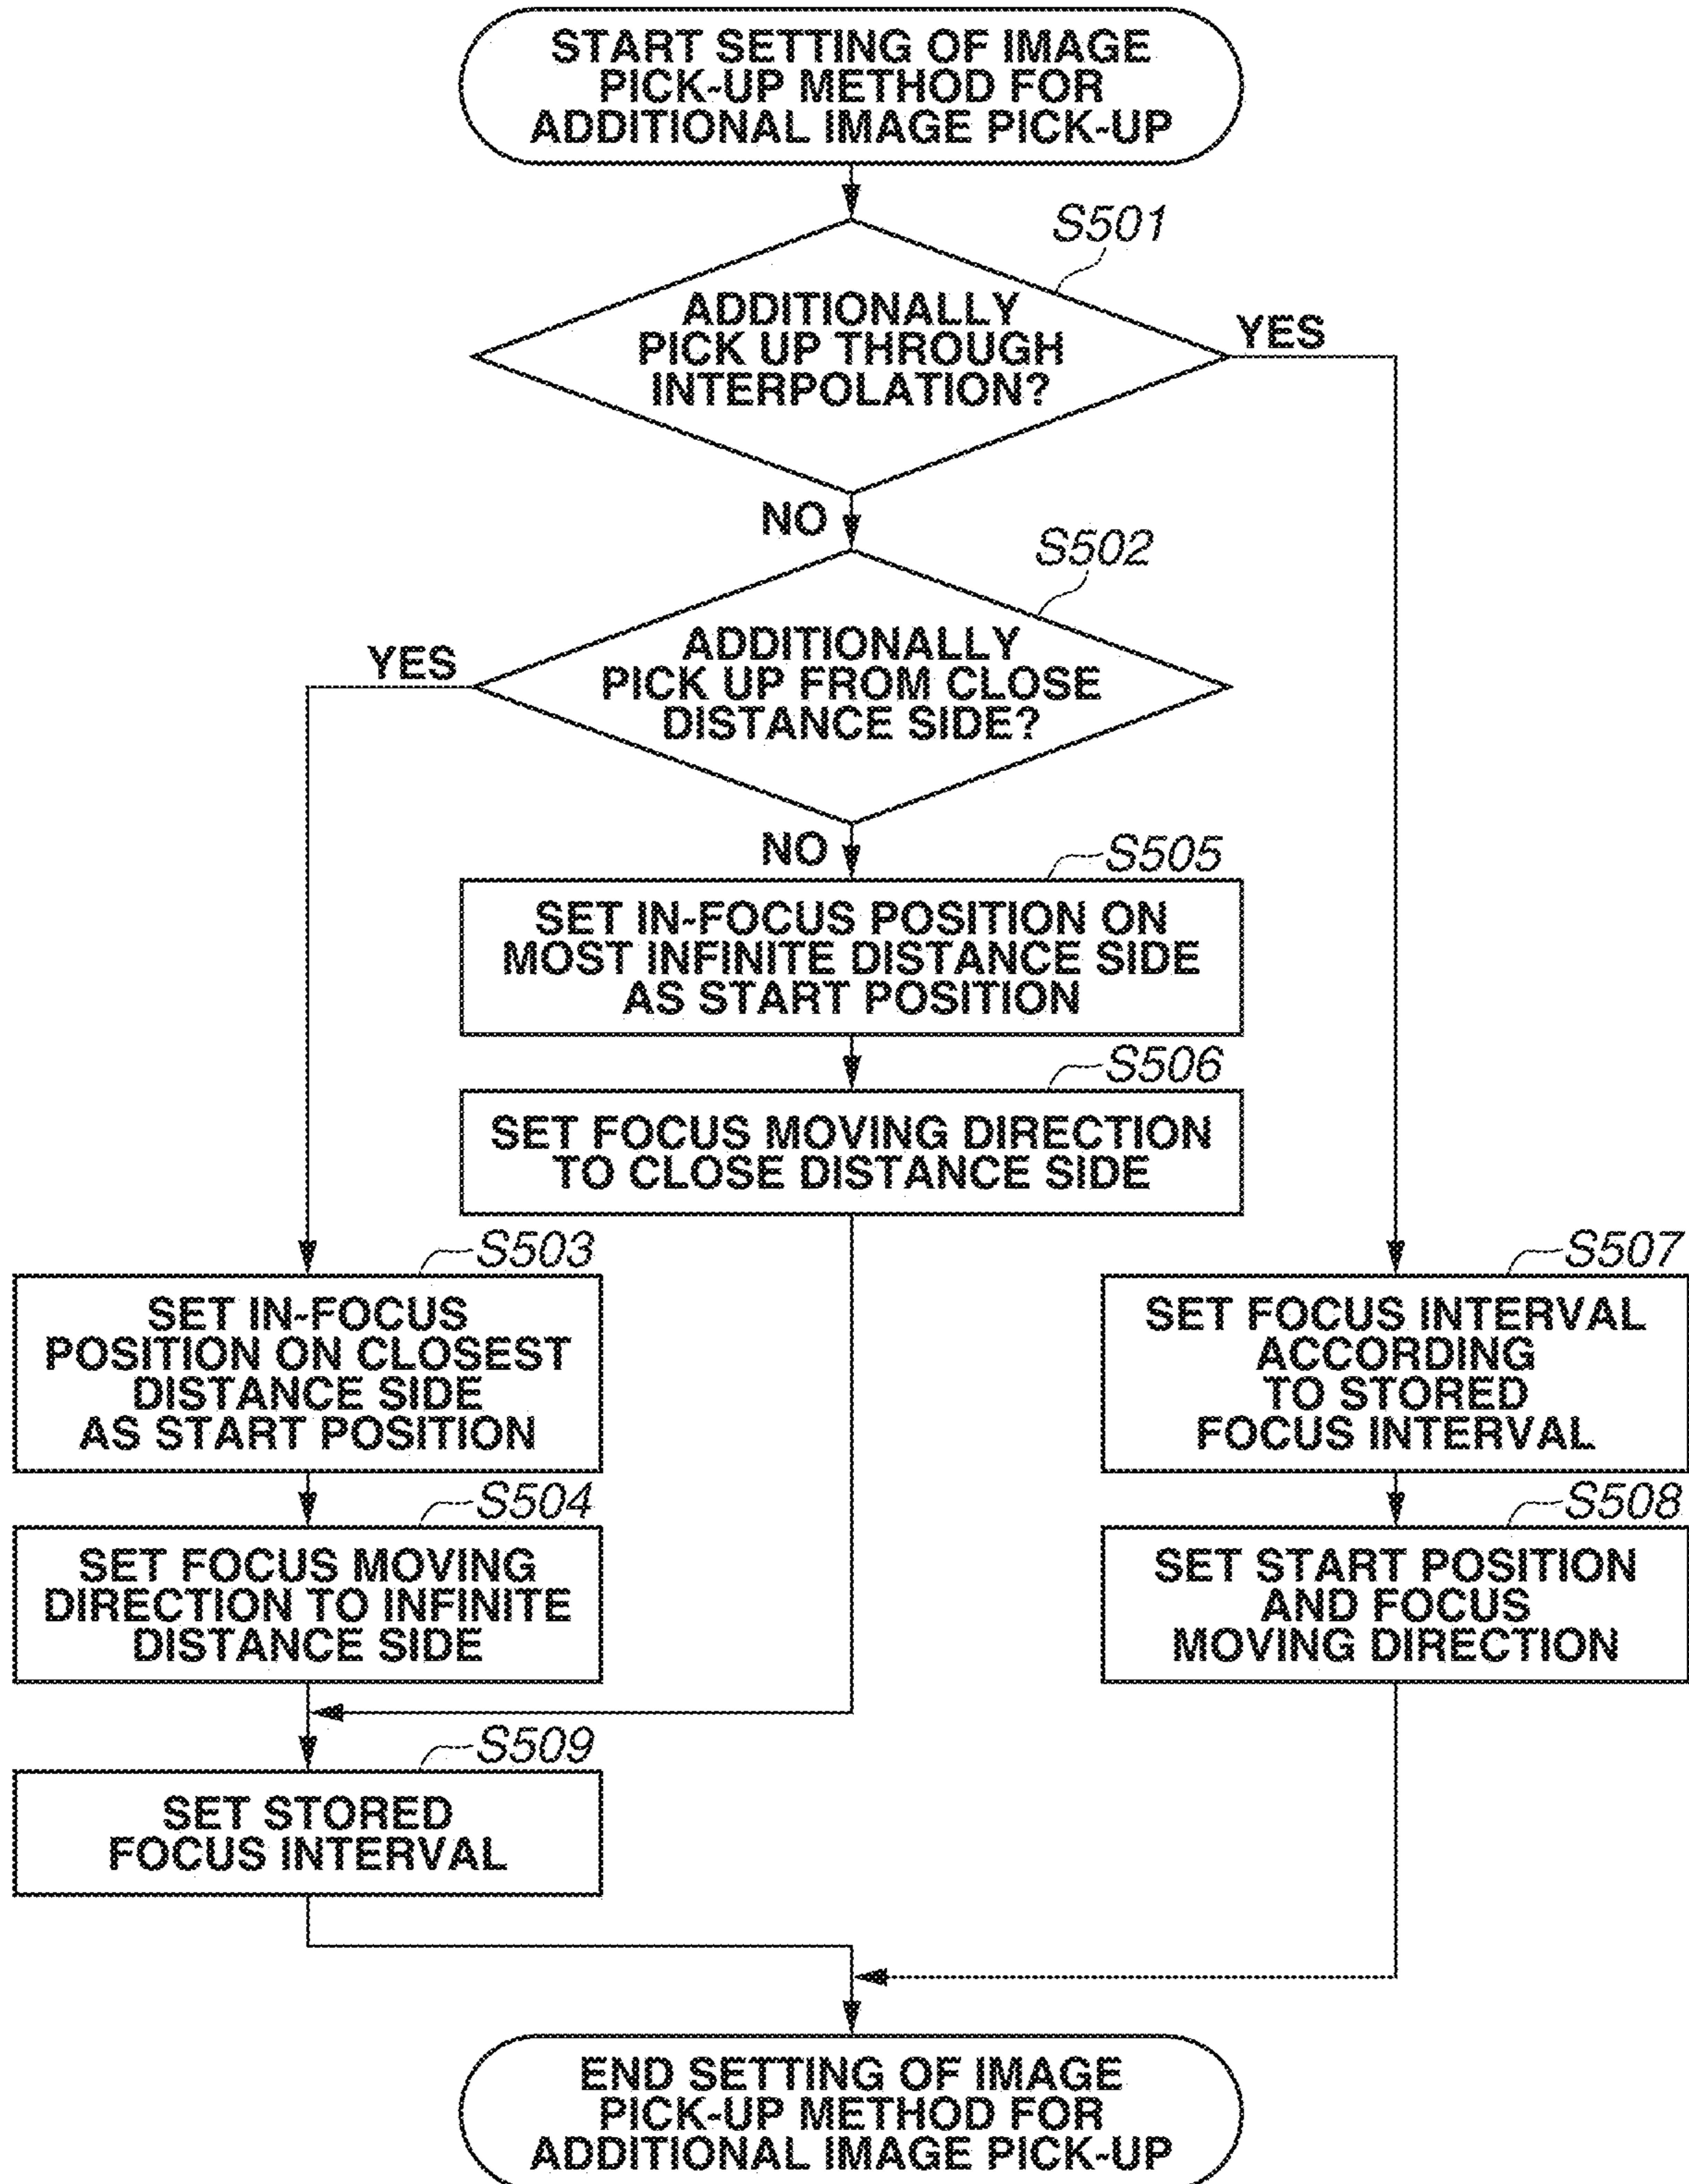 START SETTING OF IMAGE
PICK-UP METHOD FOR
ADDITIONAL IMAGE PICK-UP
S501
ADDITIONALLY
PICK UP THROUGH
INTERPOLATION?
YES
NO
S502
ADDITIONALLY
PICK UP FROM CLOSE
DISTANCE SIDE?
YES
NO
S505
SET IN-FOCUS POSITION ON
MOST INFINITE DISTANCE SIDE
AS START POSITION
S506
SET FOCUS MOVING DIRECTION
TO CLOSE DISTANCE SIDE
S503
SET IN-FOCUS
POSITION ON CLOSEST
DISTANCE SIDE
AS START POSITION
S507
SET FOCUS INTERVAL
ACCORDING
TO STORED
FOCUS INTERVAL
S504
SET FOCUS MOVING
DIRECTION TO INFINITE
DISTANCE SIDE
S508
SET START POSITION
AND FOCUS
MOVING DIRECTION
S509
SET STORED
FOCUS INTERVAL
END SETTING OF IMAGE
PICK-UP METHOD FOR
ADDITIONAL IMAGE PICK-UP